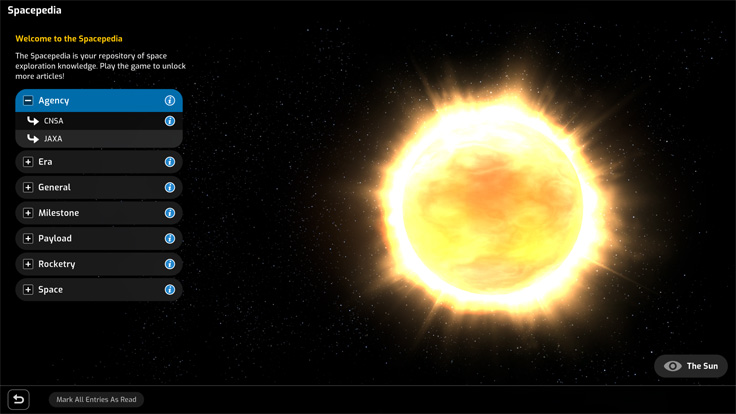 Spacepedia
Welcome to the Spacepedia
The Spacepedia is your repository of space
exploration knowledge. Play the game to unlock
more articles!
Agency
CNSA
JAXA
Era
General
Milestone
Payload
Rocketry
Space
The Sun
Mark All Entries As Read